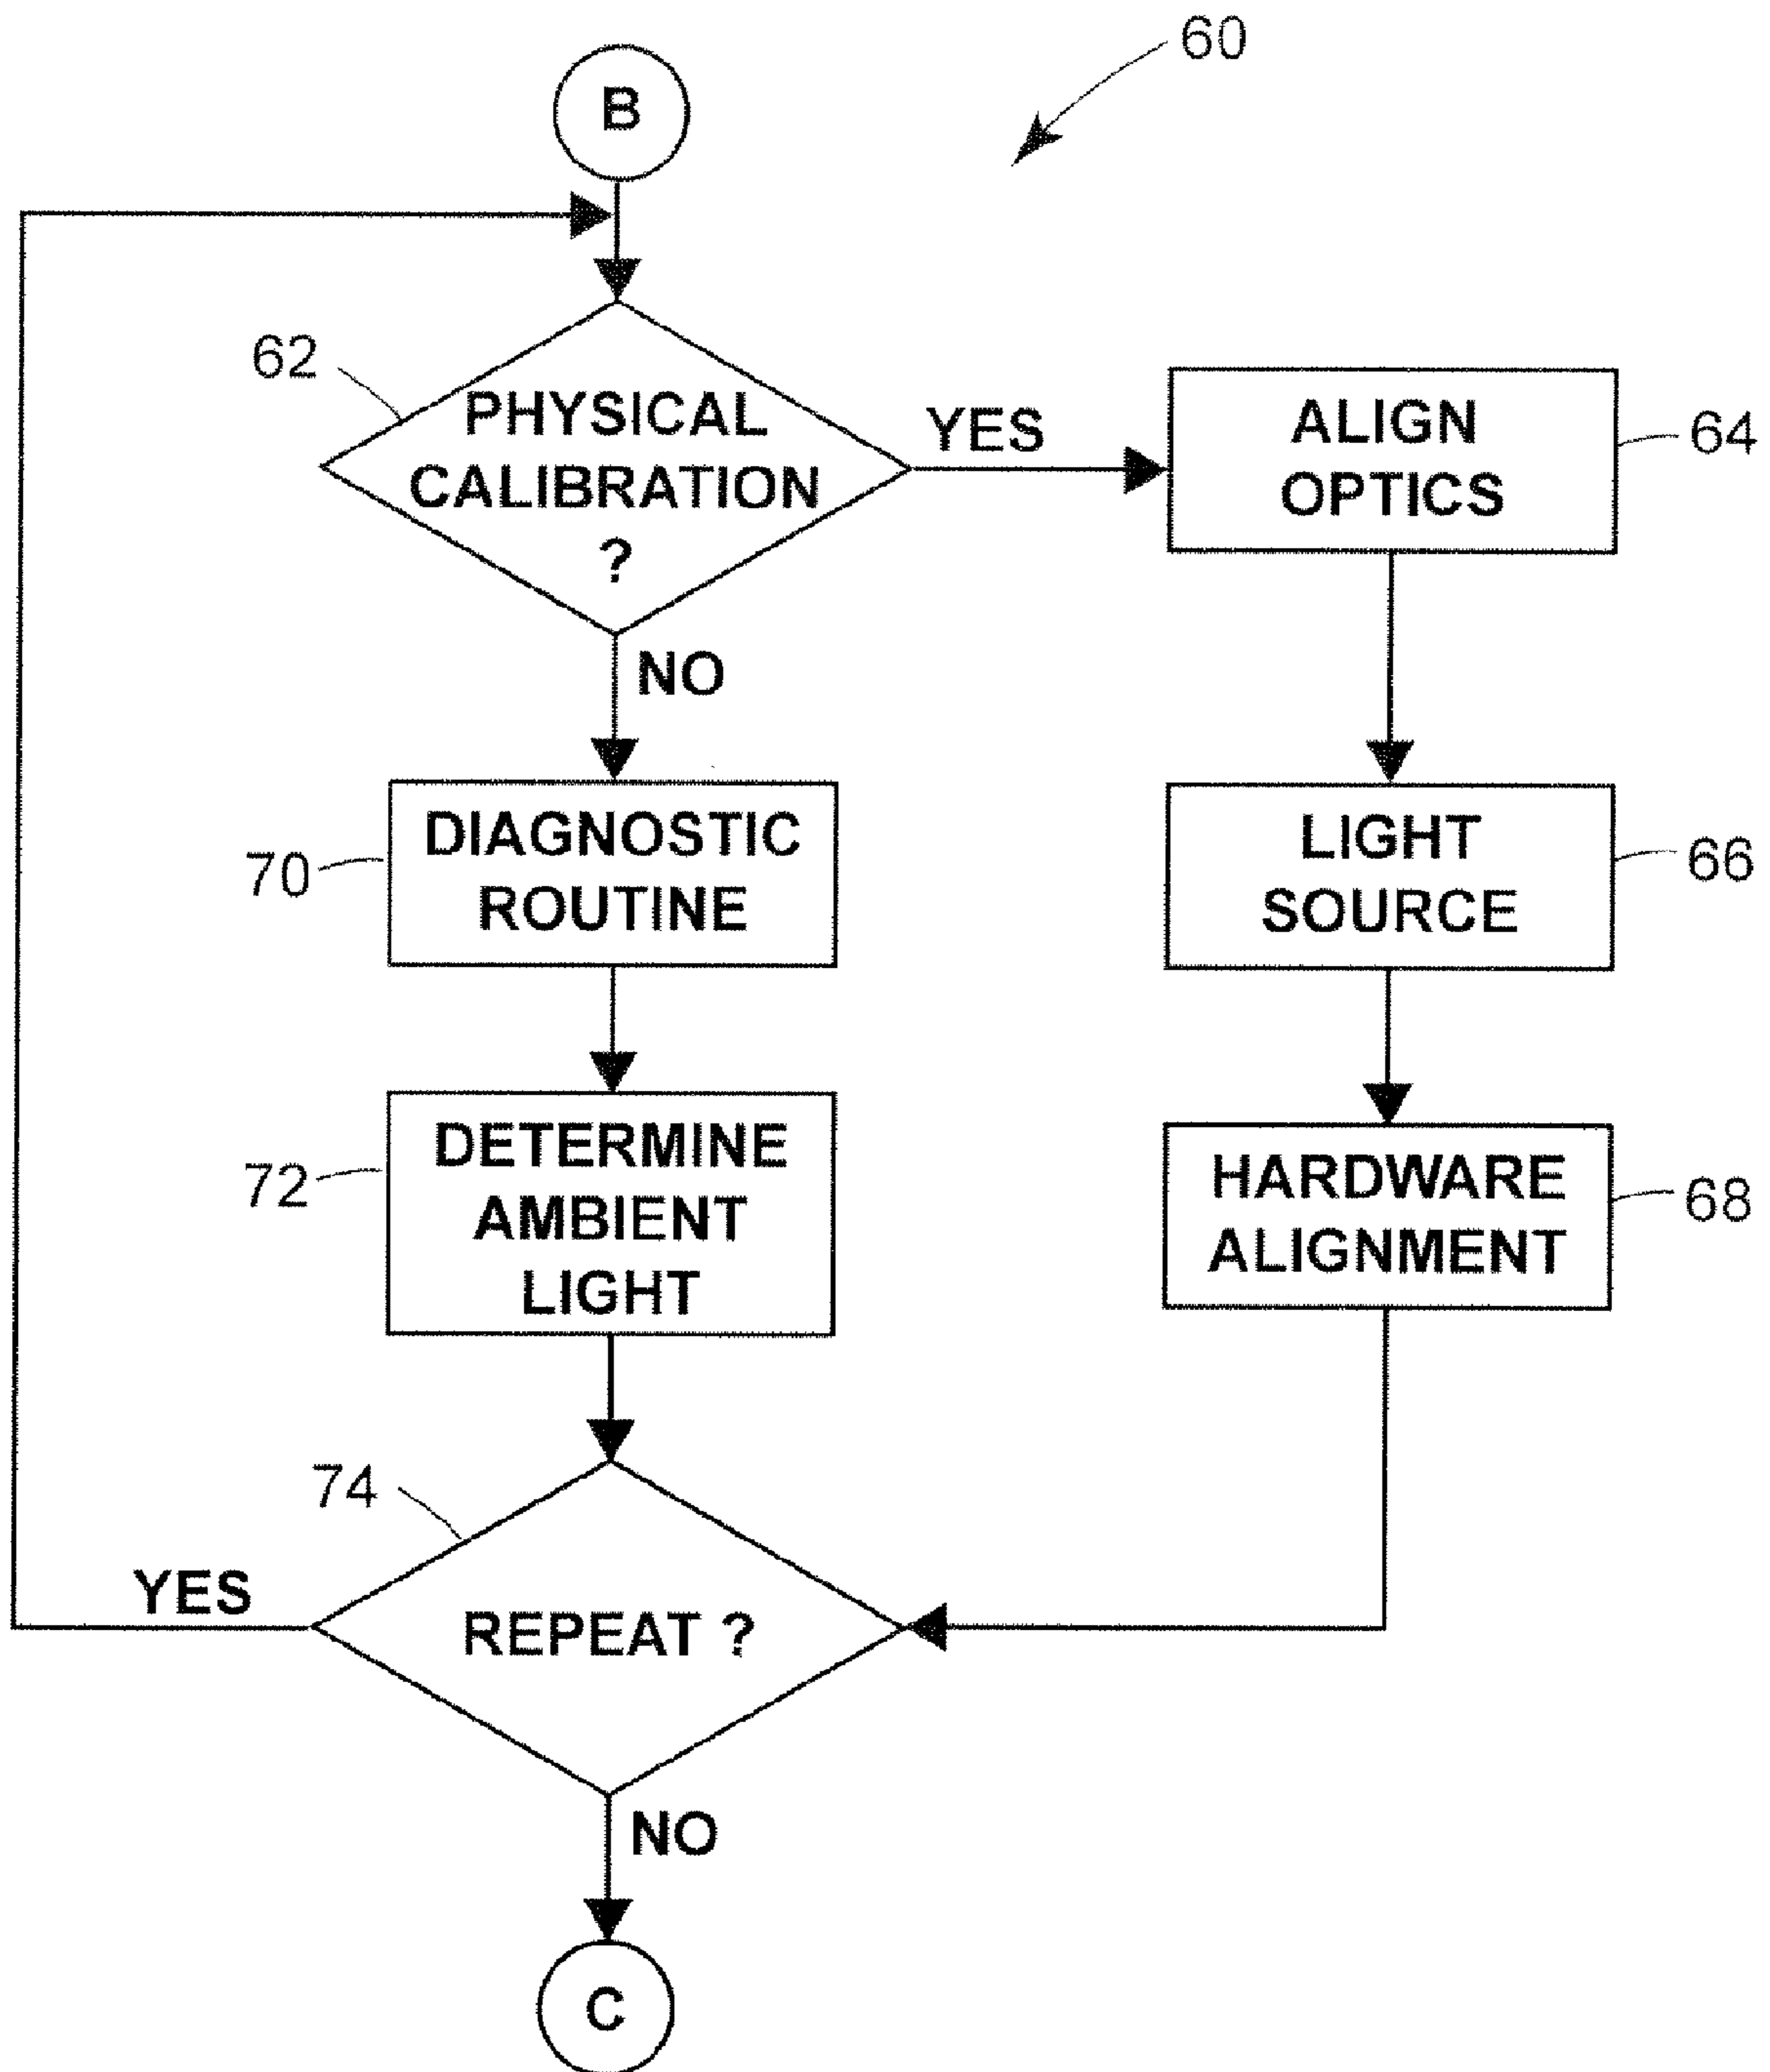 60
B
62
PHYSICAL
CALIBRATION
?
YES
ALIGN
OPTICS
64
NO
DIAGNOSTIC
ROUTINE
70
LIGHT
SOURCE
66
DETERMINE
AMBIENT
LIGHT
72
HARDWARE
ALIGNMENT
68
74
YES
REPEAT ?
NO
C